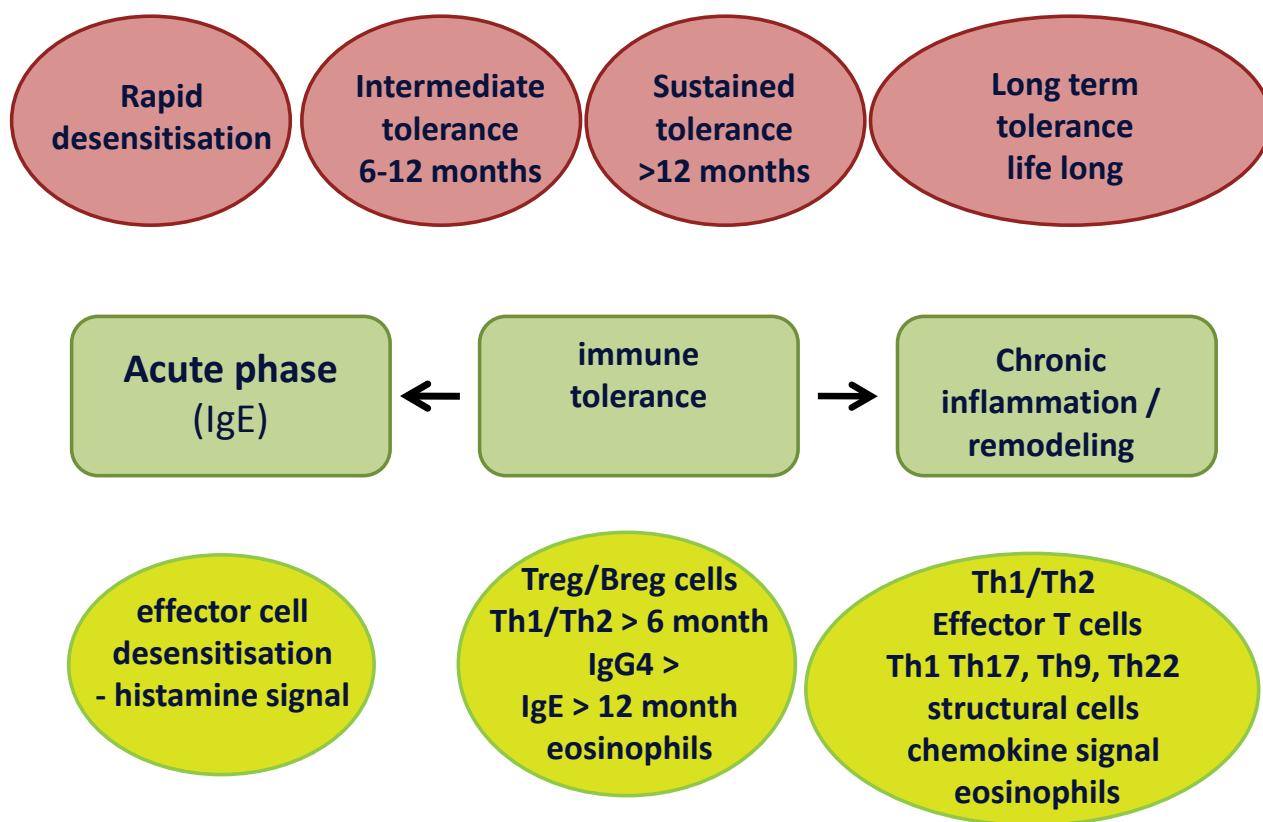 Rapid
desensitisation
Intermediate
tolerance
6-12 months
Sustained
tolerance
>12 months
Long term
tolerance
life long
Acute phase
(IgE)
immune
tolerance
Chronic
inflammation /
remodeling
effector cell
desensitisation
- histamine signal
Treg/Breg cells
Th1/Th2 > 6 month
IgG4 >
IgE > 12 month
eosinophils
Th1/Th2
Effector T cells
Th1 Th17, Th9, Th22
structural cells
chemokine signal
eosinophils